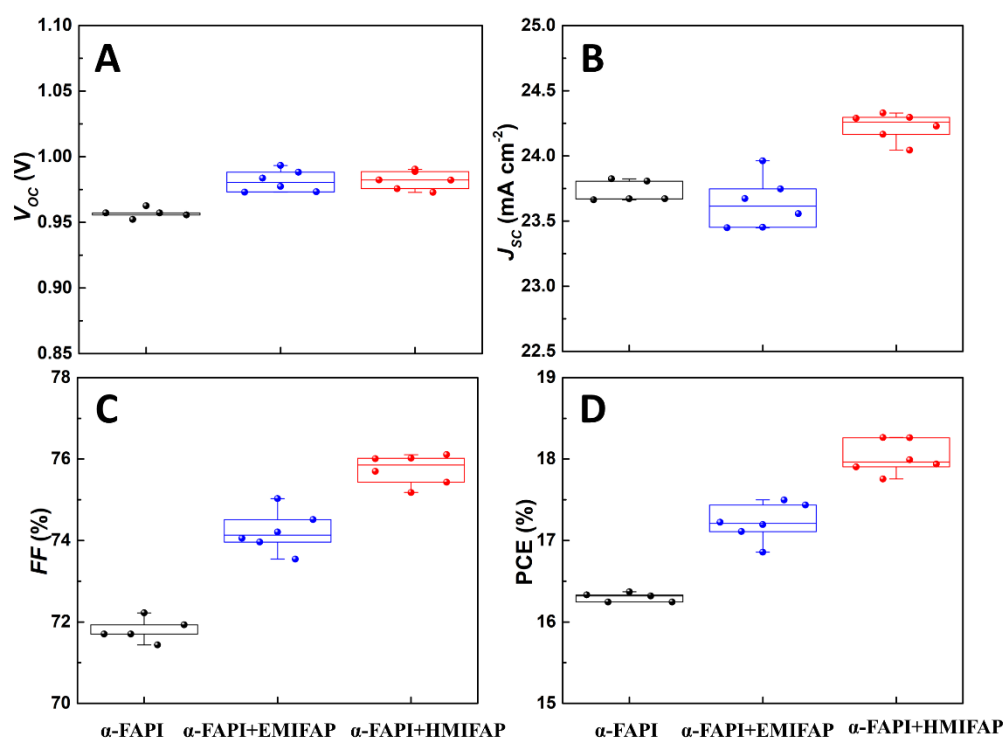 A
V_OC (V)
1.10
1.05
1.00
0.95
0.90
0.85
B
J_SC (mA cm⁻²)
25.0
24.5
24.0
23.5
23.0
22.5
C
FF (%)
78
76
74
72
70
α-FAPI
α-FAPI+EMIFAP
α-FAPI+HMIFAP
D
PCE (%)
19
18
17
16
15
α-FAPI
α-FAPI+EMIFAP
α-FAPI+HMIFAP